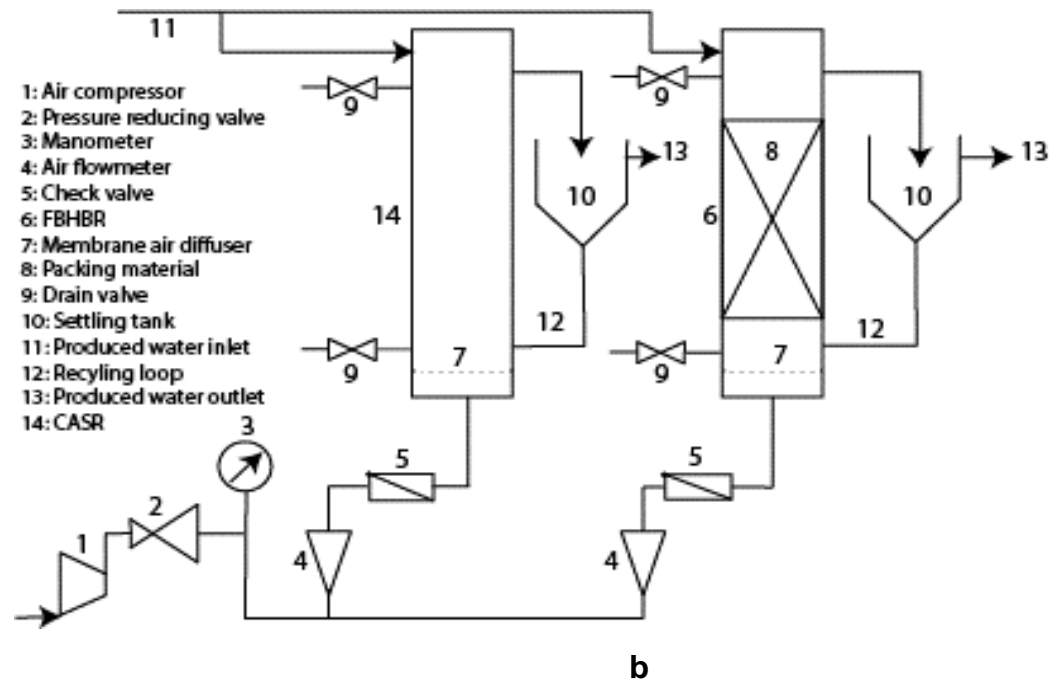 11
1: Air compressor
2: Pressure reducing valve
3: Manometer
4: Air flowmeter
5: Check valve
6: FBHBR
7: Membrane air diffuser
8: Packing material
9: Drain valve
10: Settling tank
11: Produced water inlet
12: Recyling loop
13: Produced water outlet
14: CASR
9
9
13
8
13
10
10
14
6
12
12
7
7
9
9
3
5
5
2
1
4
4
b